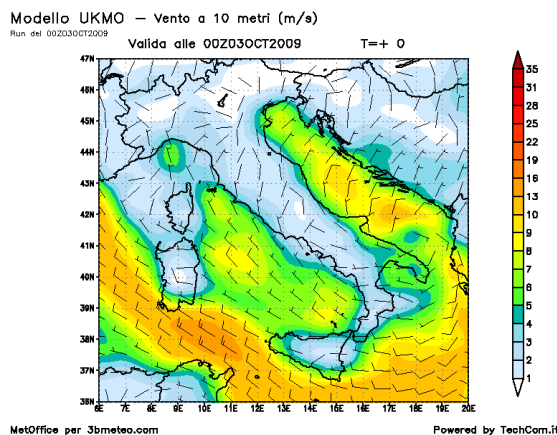 Modello UKMO – Vento a 10 metri (m/s)
Run del 00Z03OCT2009
Valida alle 00Z03OCT2009 T=+ 0
47N
46N
45N
44N
43N
42N
41N
40N
39N
38N
37N
36N
6E 7E 8E 9E 10E 11E 12E 13E 14E 15E 16E 17E 18E 19E 20E
35
31
28
25
22
19
16
13
10
9
8
7
6
5
4
3
2
1
MetOffice per 3bmeteo.com Powered by TechCom.it